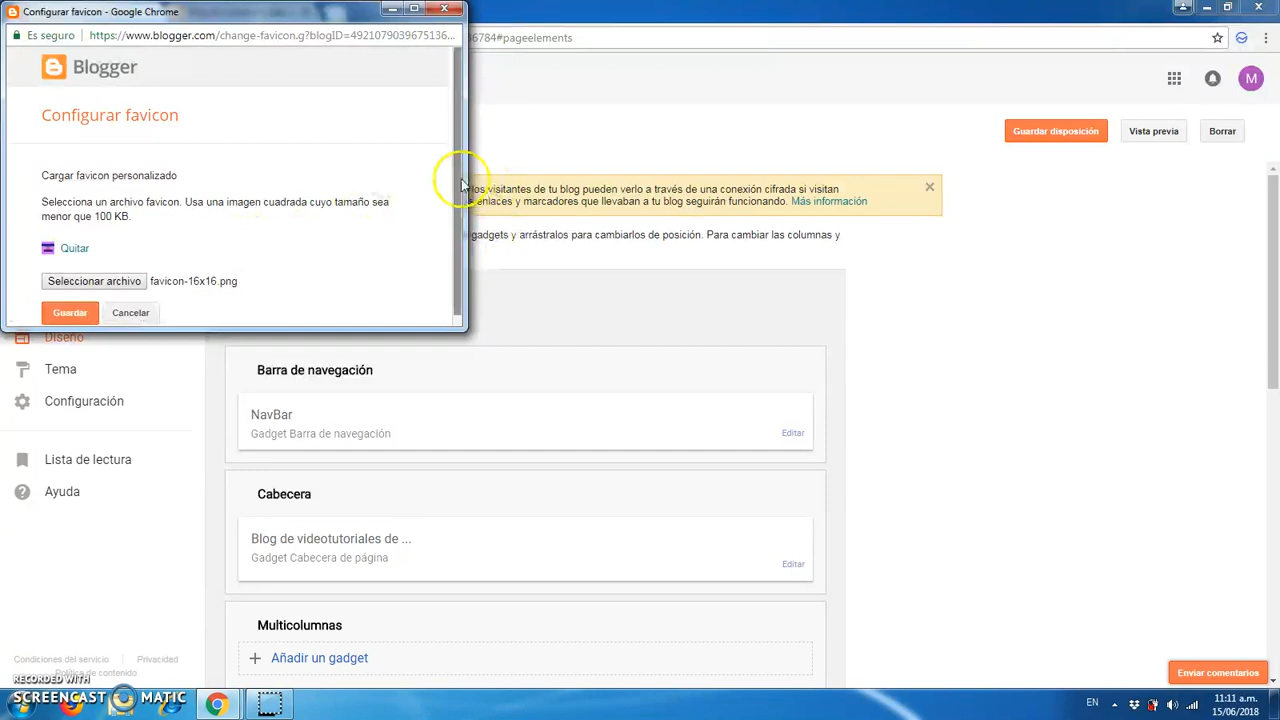 Configurar favicon - Google Chrome
Es seguro
https://www.blogger.com/change-favicon.g?blogID=4921079039675136...
6784#pageelements
Blogger
M
Configurar favicon
Guardar disposición
Vista previa
Borrar
Cargar favicon personalizado
Selecciona un archivo favicon. Usa una imagen cuadrada cuyo tamaño sea
menor que 100 KB.
los visitantes de tu blog pueden verlo a través de una conexión cifrada si visitan
enlaces y marcadores que llevaban a tu blog seguirán funcionando. Más información
gadgets y arrástralos para cambiarlos de posición. Para cambiar las columnas y
Quitar
Seleccionar archivo
favicon-16x16.png
Guardar
Cancelar
Diseño
Tema
Configuración
Lista de lectura
Ayuda
Barra de navegación
NavBar
Gadget Barra de navegación
Editar
Cabecera
Blog de videotutoriales de ...
Gadget Cabecera de página
Editar
Multicolumnas
Añadir un gadget
Condiciones del servicio
Privacidad
Política de contenido
Enviar comentarios
RECORDED WITH
SCREENCAST MATIC
EN
11:11 a.m.
15/06/2018